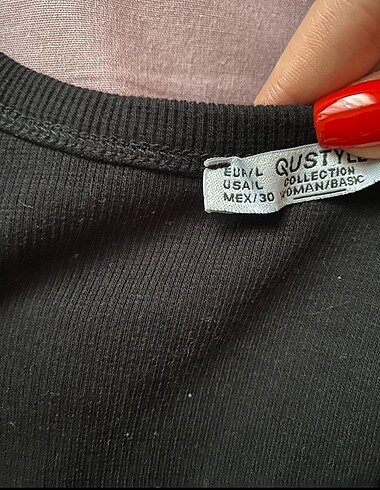 EUR/L
USA/L
MEX/30
QUSTYLE
COLLECTION
WOMAN/BASIC